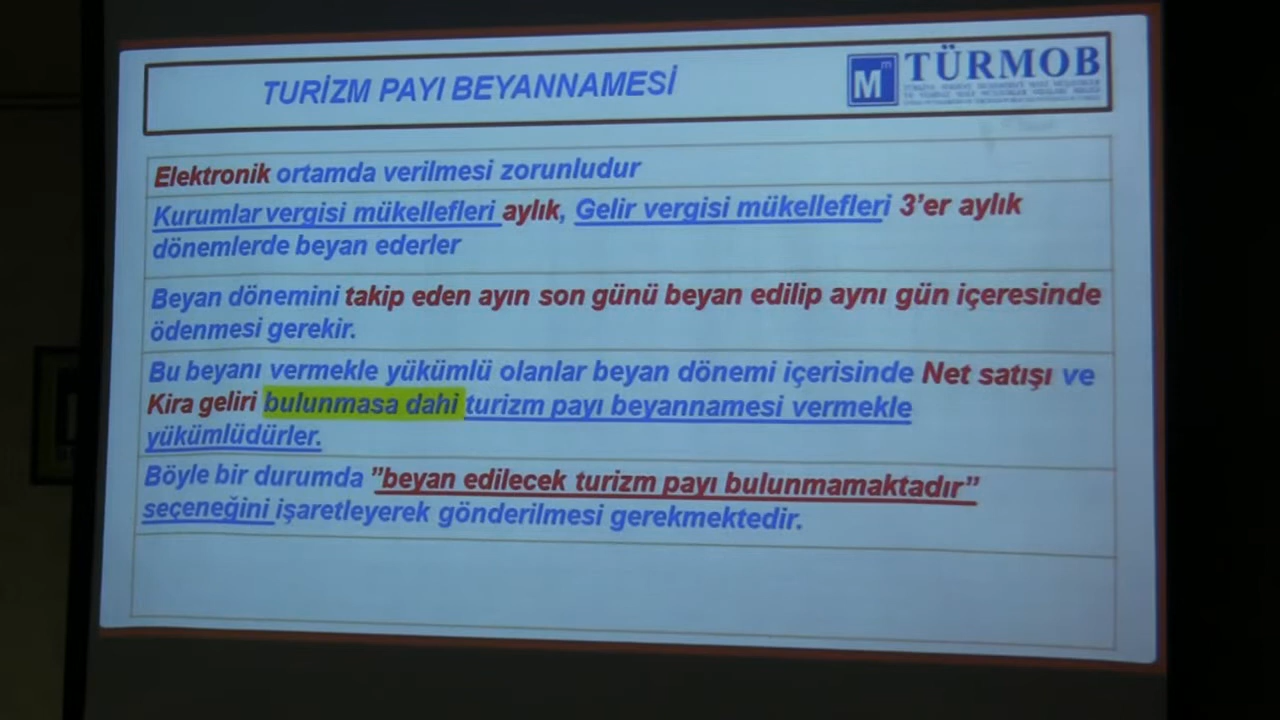 TURİZM PAYI BEYANNAMESİ
TÜRMOB
Elektronik ortamda verilmesi zorunludur
Kurumlar vergisi mükellefleri aylık, Gelir vergisi mükellefleri 3’er aylık
dönemlerde beyan ederler
Beyan dönemini takip eden ayın son günü beyan edilip aynı gün içeresinde
ödenmesi gerekir.
Bu beyanı vermekle yükümlü olanlar beyan dönemi içerisinde Net satışı ve
Kira geliri bulunmasa dahi turizm payı beyannamesi vermekle
yükümlüdürler.
Böyle bir durumda ”beyan edilecek turizm payı bulunmamaktadır”
seçeneğini işaretleyerek gönderilmesi gerekmektedir.